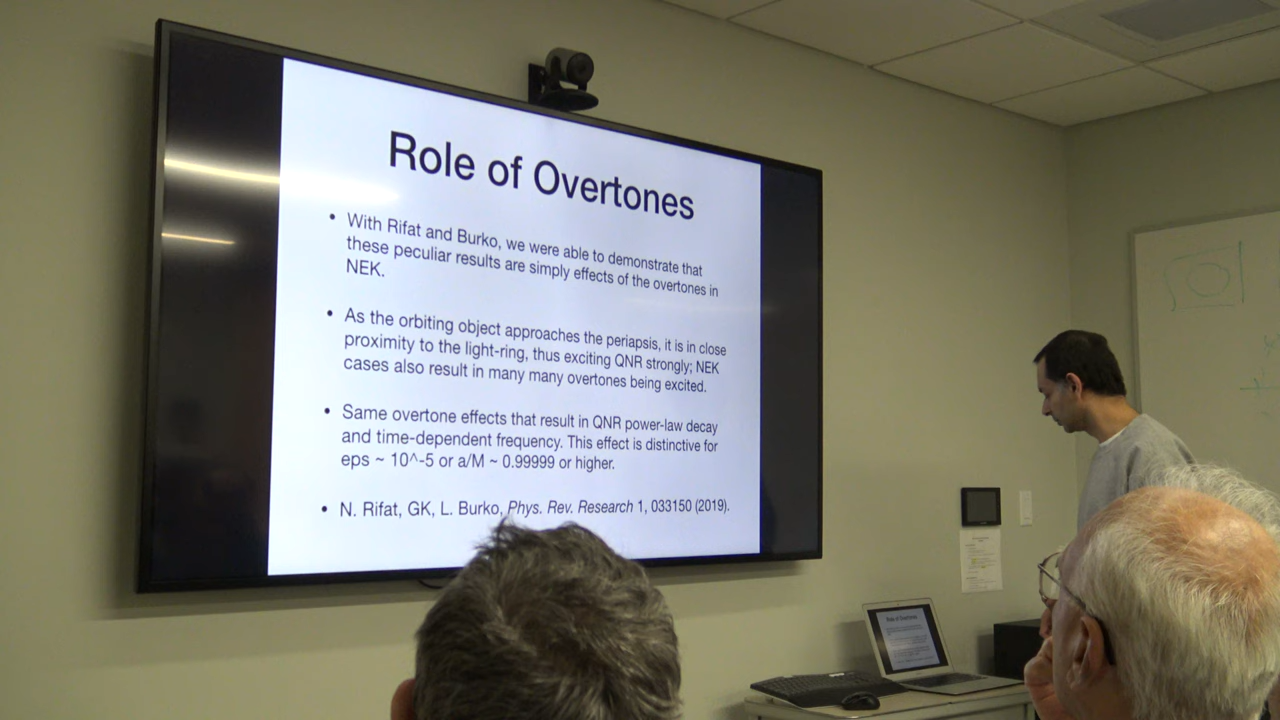 Role of Overtones
• With Rifat and Burko, we were able to demonstrate that
these peculiar results are simply effects of the overtones in
NEK.
• As the orbiting object approaches the periapsis, it is in close
proximity to the light-ring, thus exciting QNR strongly; NEK
cases also result in many many overtones being excited.
• Same overtone effects that result in QNR power-law decay
and time-dependent frequency. This effect is distinctive for
eps ~ 10^-5 or a/M ~ 0.99999 or higher.
• N. Rifat, GK, L. Burko, Phys. Rev. Research 1, 033150 (2019).
Role of Overtones